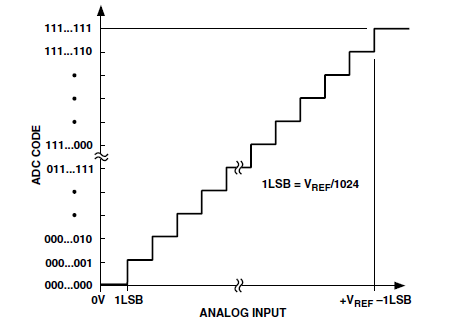 111...111
111...110
111...000
011...111
000...010
000...001
000...000
ADC CODE
1LSB = VREF/1024
0V 1LSB
+VREF –1LSB
ANALOG INPUT